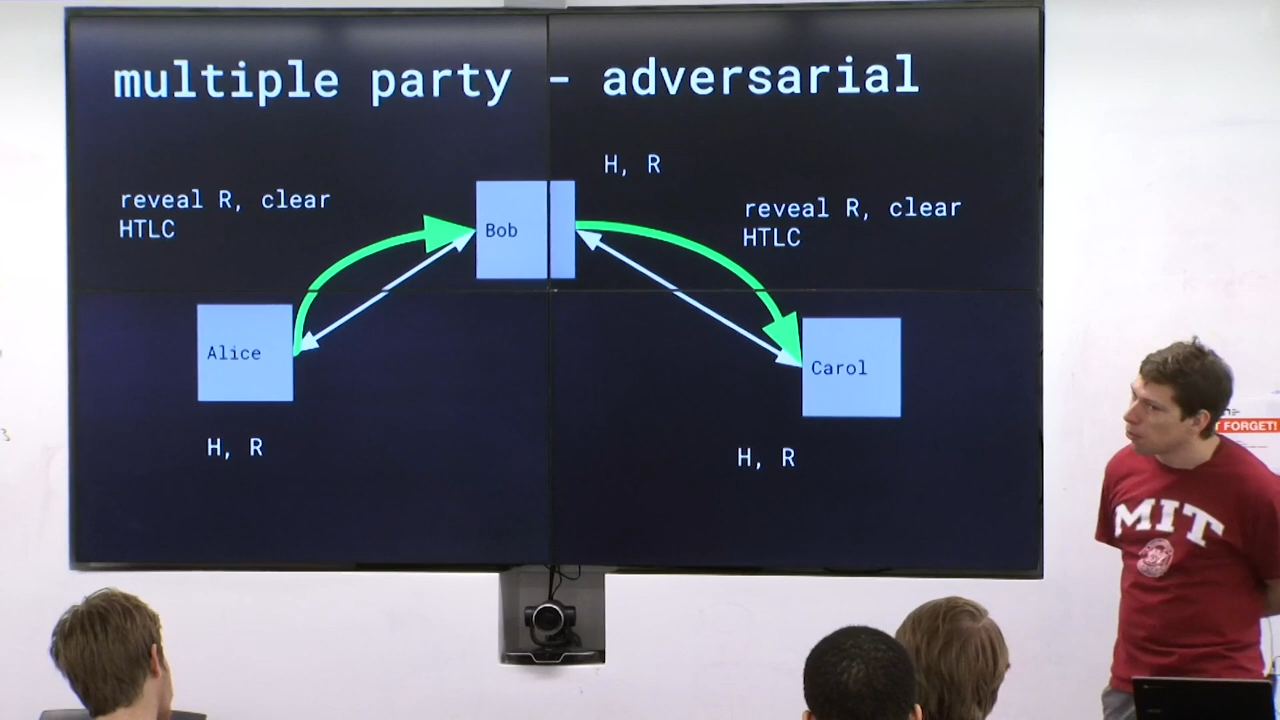 multiple party - adversarial
H, R
reveal R, clear
HTLC
reveal R, clear
HTLC
Bob
Alice
Carol
H, R
H, R
T FORGET!
MIT